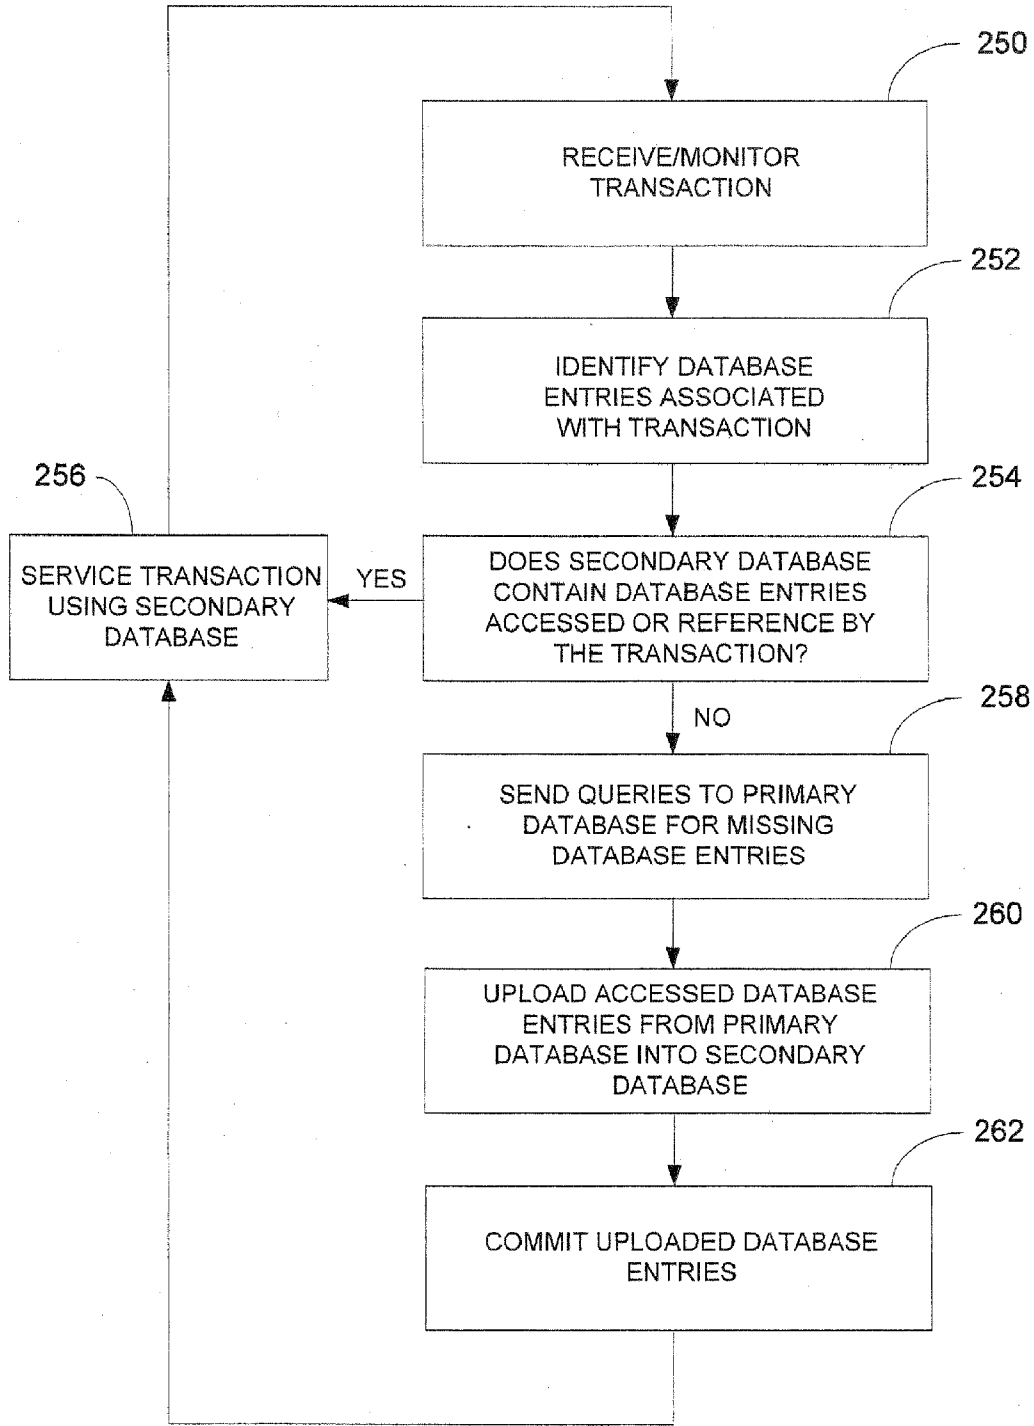 250
RECEIVE/MONITOR
TRANSACTION
252
IDENTIFY DATABASE
ENTRIES ASSOCIATED
WITH TRANSACTION
254
DOES SECONDARY DATABASE
CONTAIN DATABASE ENTRIES
ACCESSED OR REFERENCE BY
THE TRANSACTION?
YES
256
SERVICE TRANSACTION
USING SECONDARY
DATABASE
NO
258
SEND QUERIES TO PRIMARY
DATABASE FOR MISSING
DATABASE ENTRIES
260
UPLOAD ACCESSED DATABASE
ENTRIES FROM PRIMARY
DATABASE INTO SECONDARY
DATABASE
262
COMMIT UPLOADED DATABASE
ENTRIES